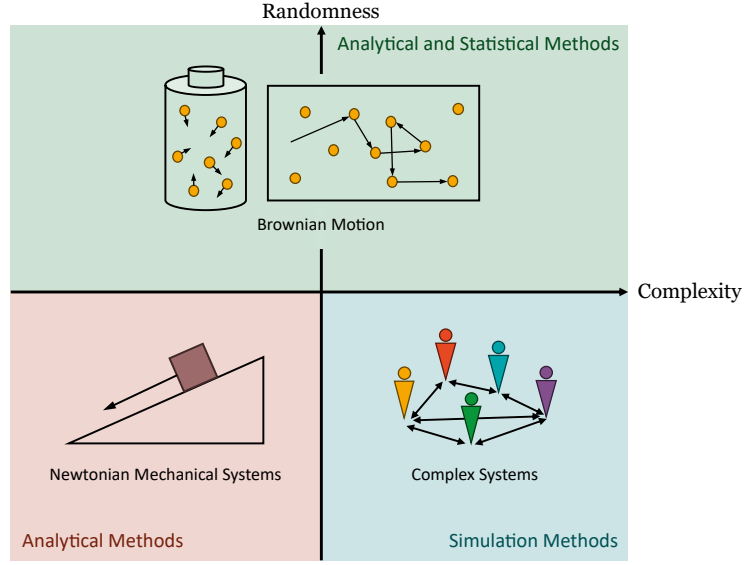 Randomness
Analytical and Statistical Methods
Brownian Motion
Complexity
Newtonian Mechanical Systems
Complex Systems
Analytical Methods
Simulation Methods